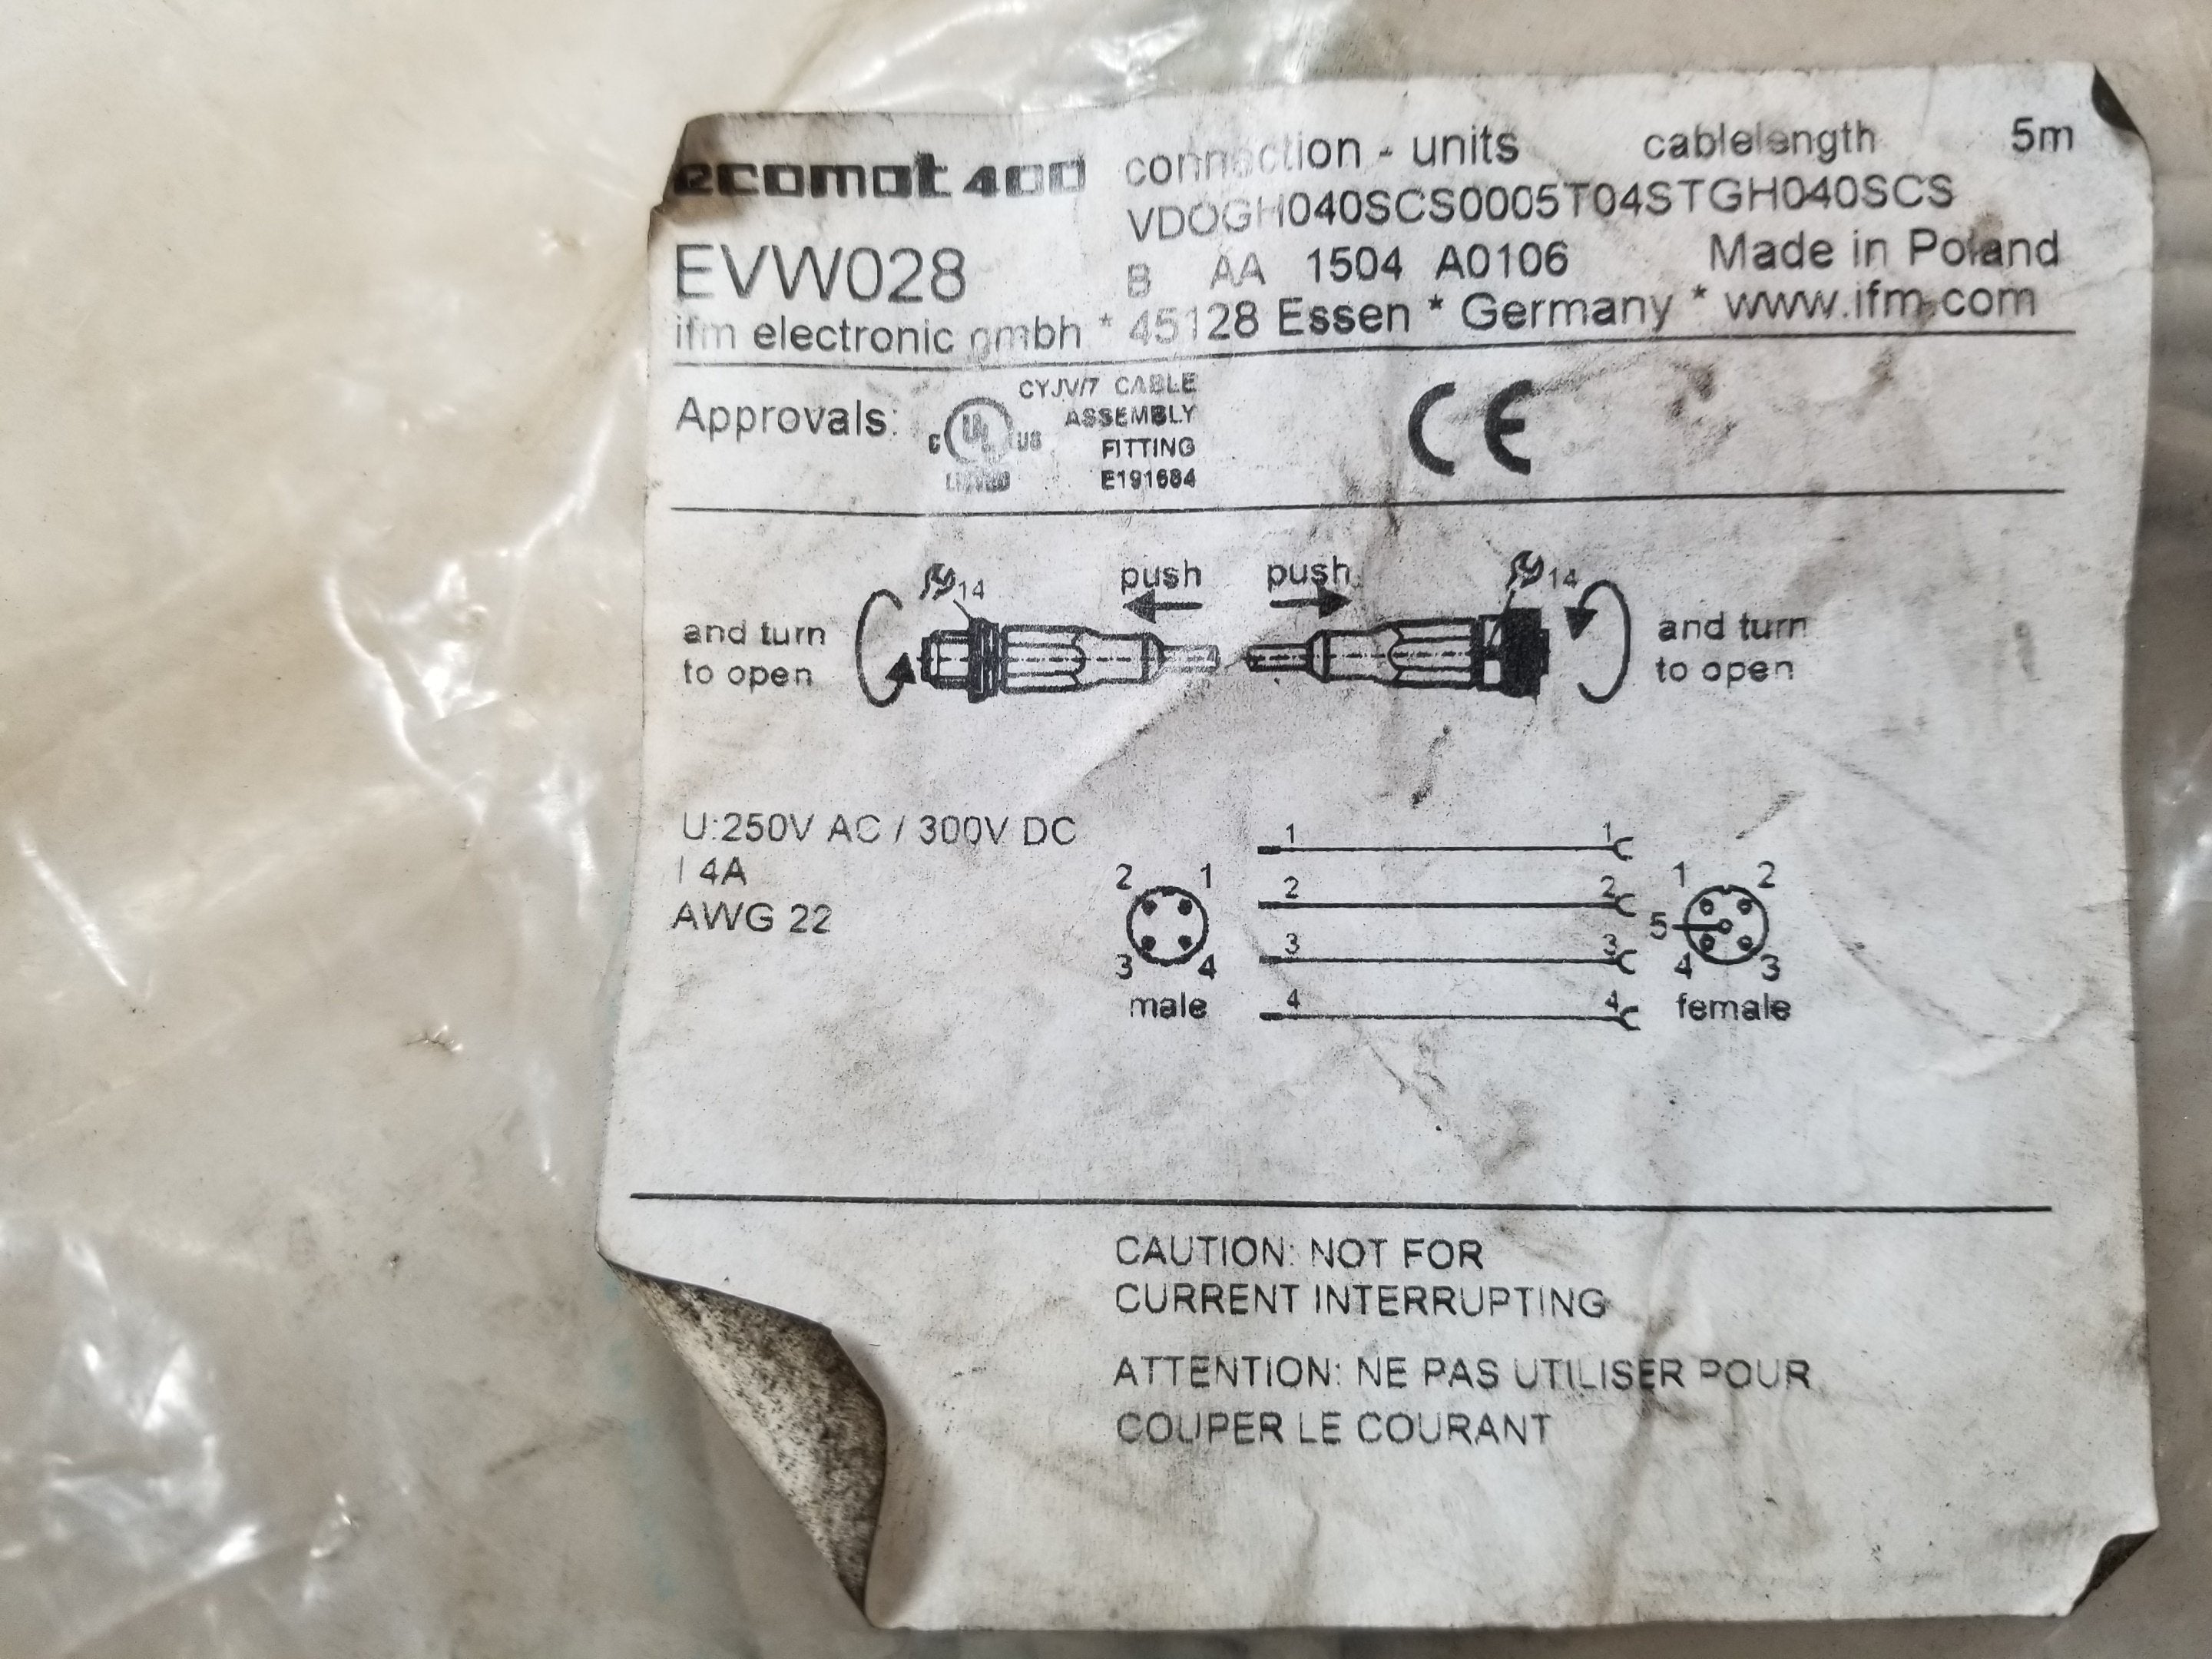 ecomat 400 connection - units cablelength 5m
VDOGH040SCS0005T04STGH040SCS
EVW028 B AA 1504 A0106 Made in Poland
ifm electronic gmbh * 45128 Essen * Germany * www.ifm.com
Approvals: CYJV/7 CABLE
ASSEMBLY
FITTING
E191684
C UL US
LISTED
CE
14 push push 14
and turn and turn
to open to open
U:250V AC / 300V DC
I 4A
AWG 22
2 1
3 4
male
1 1
2 2
3 3
4 4
1 2
5
4 3
female
CAUTION: NOT FOR
CURRENT INTERRUPTING
ATTENTION: NE PAS UTILISER POUR
COUPER LE COURANT